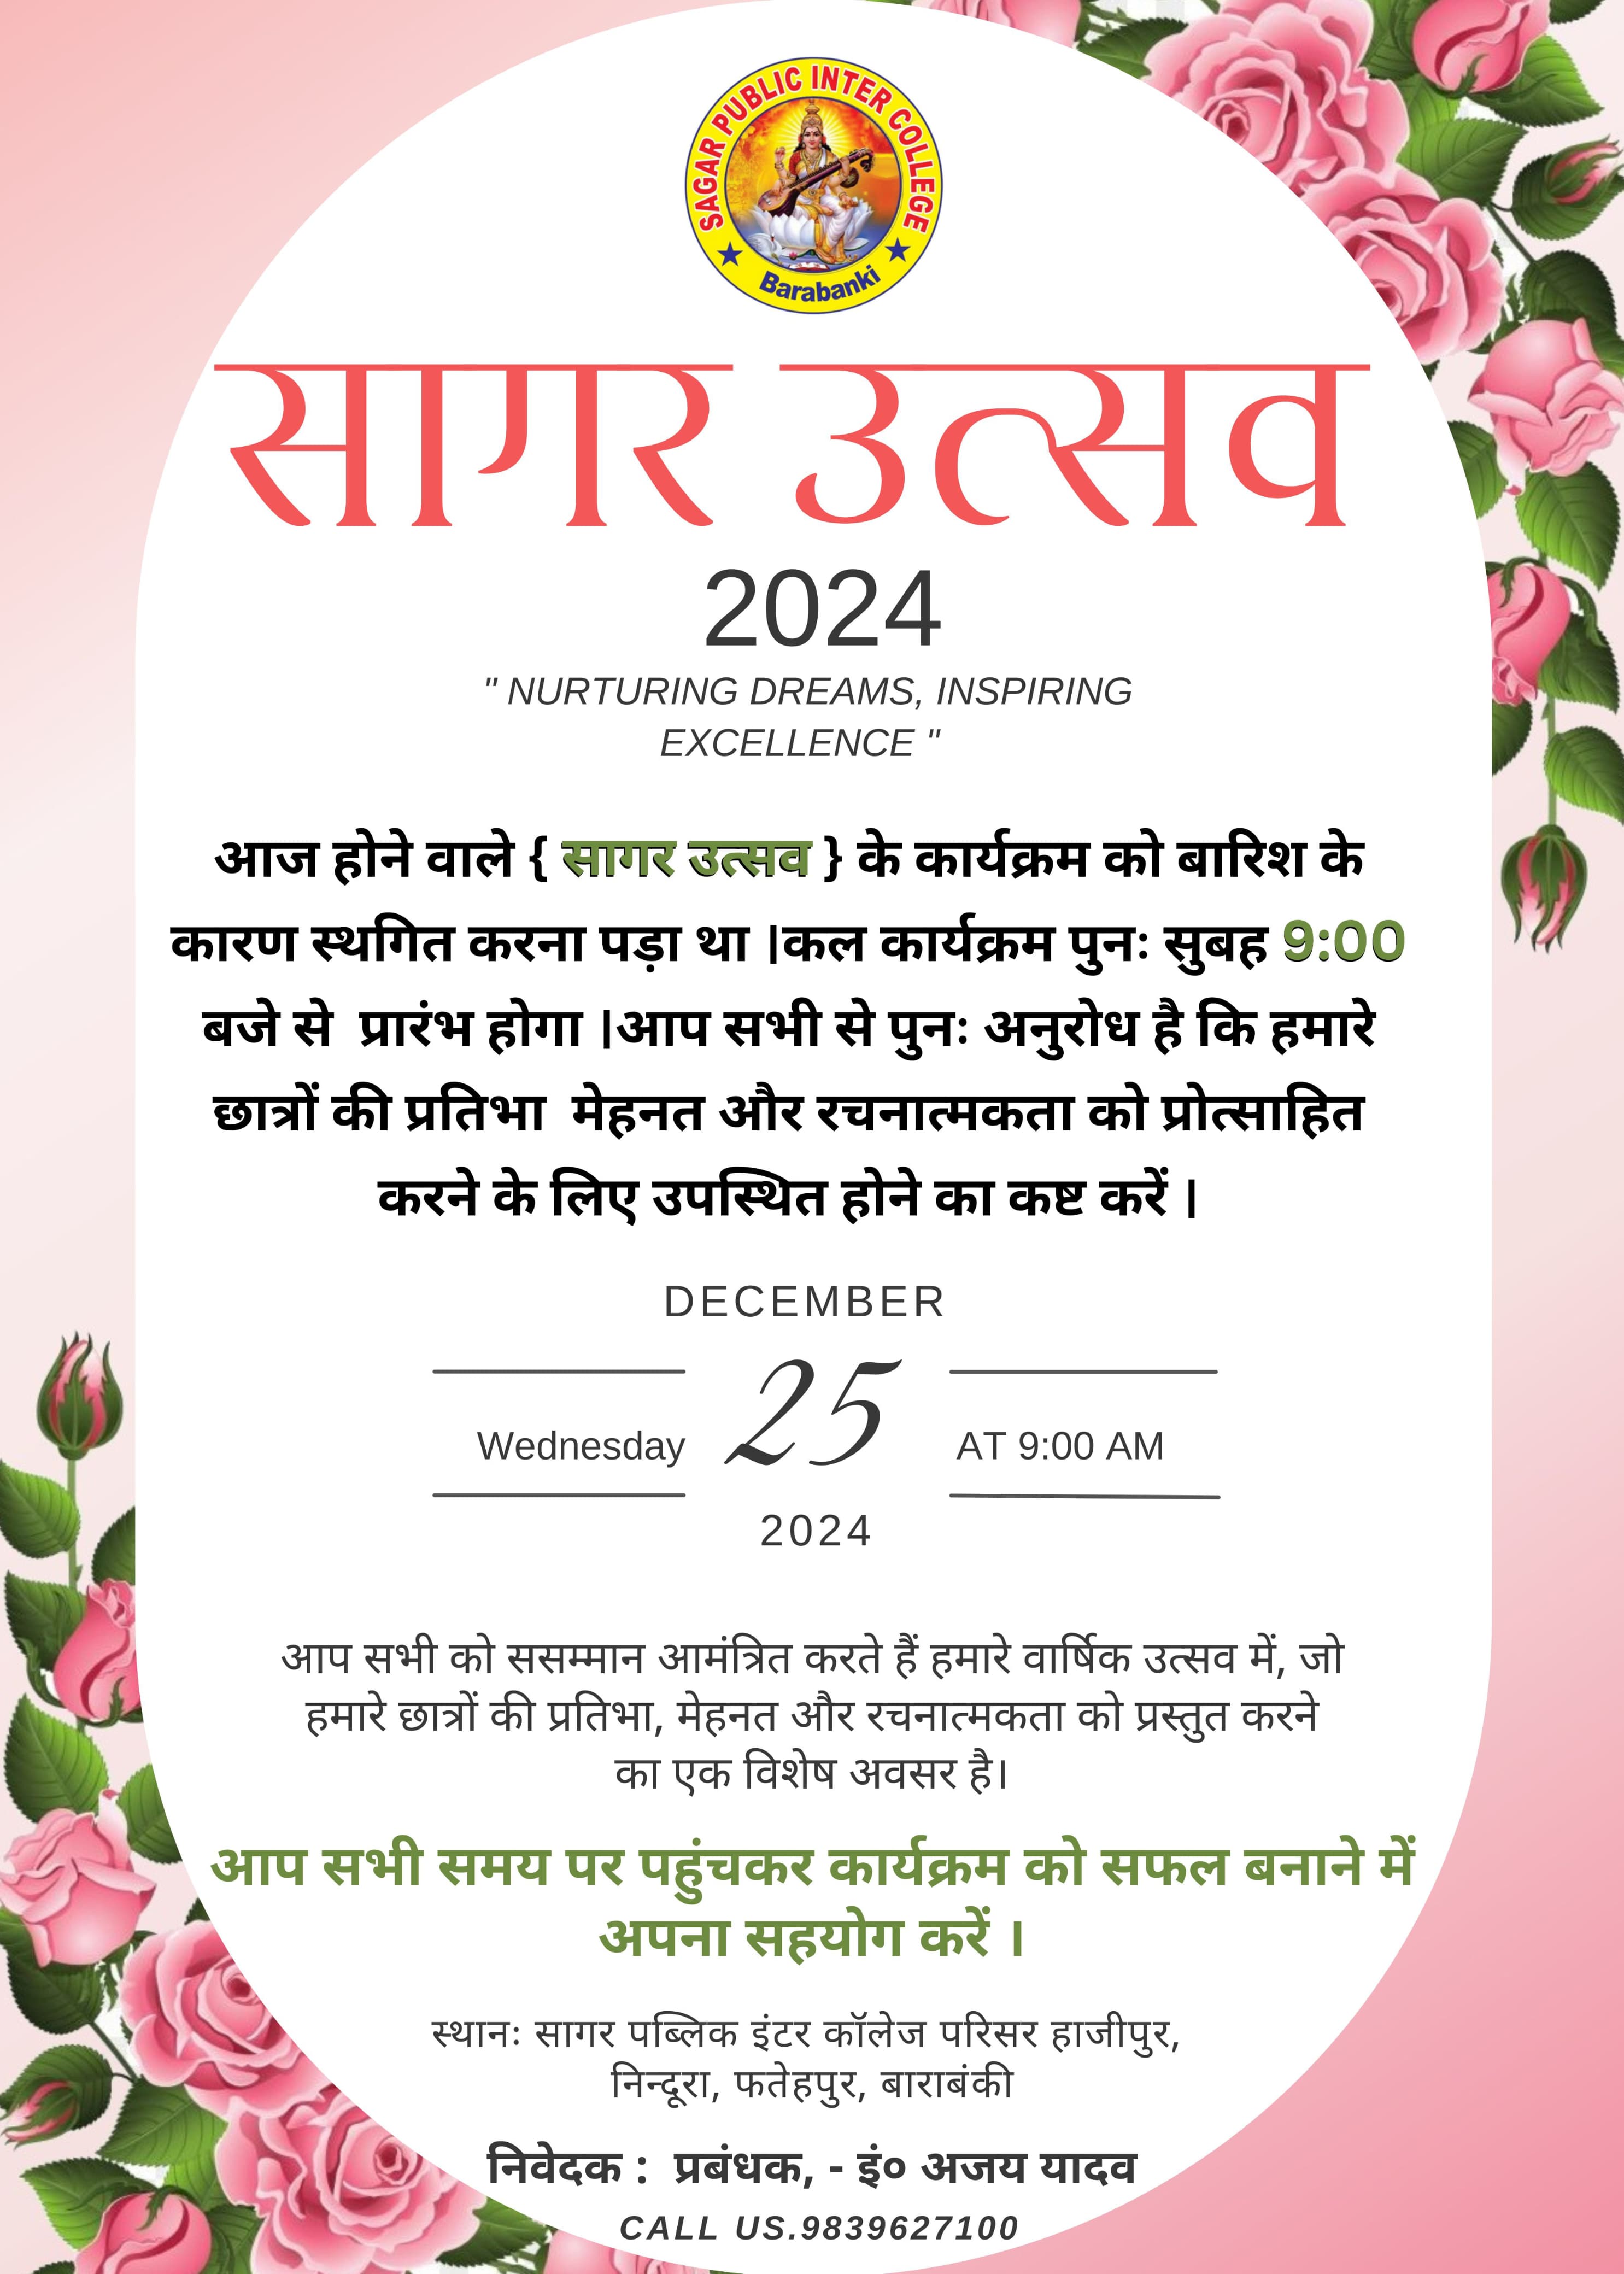 SAGAR PUBLIC INTER COLLEGE
Barabanki
सागर उत्सव
2024
" NURTURING DREAMS, INSPIRING
EXCELLENCE "
आज होने वाले { सागर उत्सव } के कार्यक्रम को बारिश के
कारण स्थगित करना पड़ा था ।कल कार्यक्रम पुनः सुबह 9:00
बजे से प्रारंभ होगा ।आप सभी से पुनः अनुरोध है कि हमारे
छात्रों की प्रतिभा मेहनत और रचनात्मकता को प्रोत्साहित
करने के लिए उपस्थित होने का कष्ट करें ।
DECEMBER
Wednesday 25 AT 9:00 AM
2024
आप सभी को ससम्मान आमंत्रित करते हैं हमारे वार्षिक उत्सव में, जो
हमारे छात्रों की प्रतिभा, मेहनत और रचनात्मकता को प्रस्तुत करने
का एक विशेष अवसर है।
आप सभी समय पर पहुंचकर कार्यक्रम को सफल बनाने में
अपना सहयोग करें ।
स्थानः सागर पब्लिक इंटर कॉलेज परिसर हाजीपुर,
निन्दूरा, फतेहपुर, बाराबंकी
निवेदक : प्रबंधक, - इं० अजय यादव
CALL US.9839627100